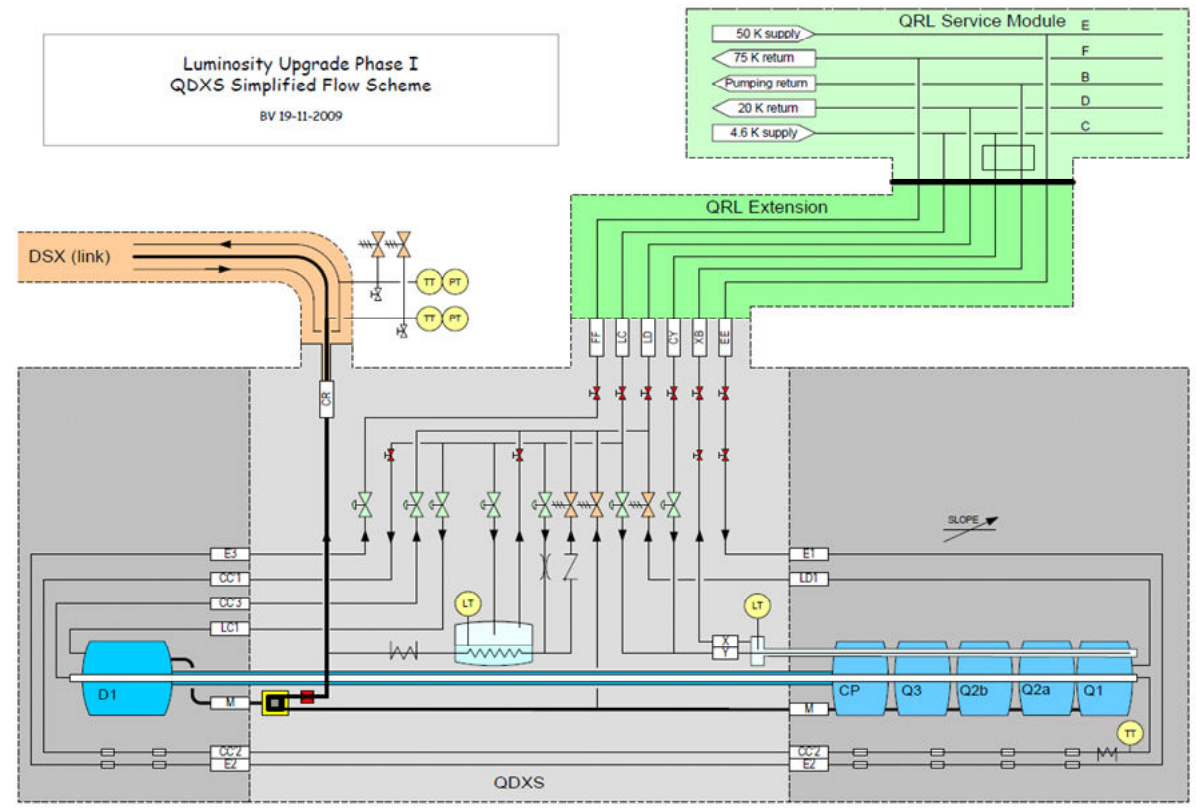 Luminosity Upgrade Phase I
QDXS Simplified Flow Scheme
BV 19-11-2009
QRL Service Module
50 K supply
E
75 K return
F
Pumping return
B
20 K return
D
4.6 K supply
C
QRL Extension
DSX (link)
TT PT
TT PT
FF LC LD CY XB EE
CR
SLOPE
E3
CC'1
CC'3
LC1
E1
LD1
LT
LT
X
Y
D1
M
CP Q3 Q2b Q2a Q1
M
TT
CC'2
E2
CC'2
E2
QDXS